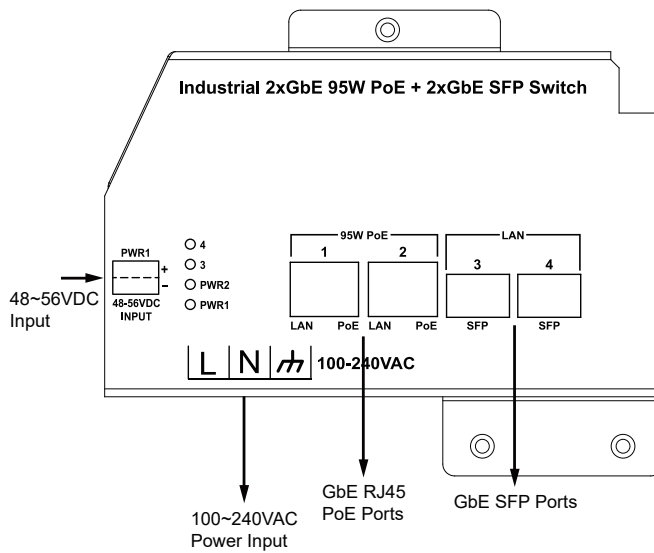 Industrial 2xGbE 95W PoE + 2xGbE SFP Switch
95W PoE
LAN
1
2
3
4
PWR1
+
−
48-56VDC
INPUT
4
3
PWR2
PWR1
48~56VDC
Input
LAN PoE LAN PoE
SFP
SFP
L N 100-240VAC
100~240VAC
Power Input
GbE RJ45
PoE Ports
GbE SFP Ports